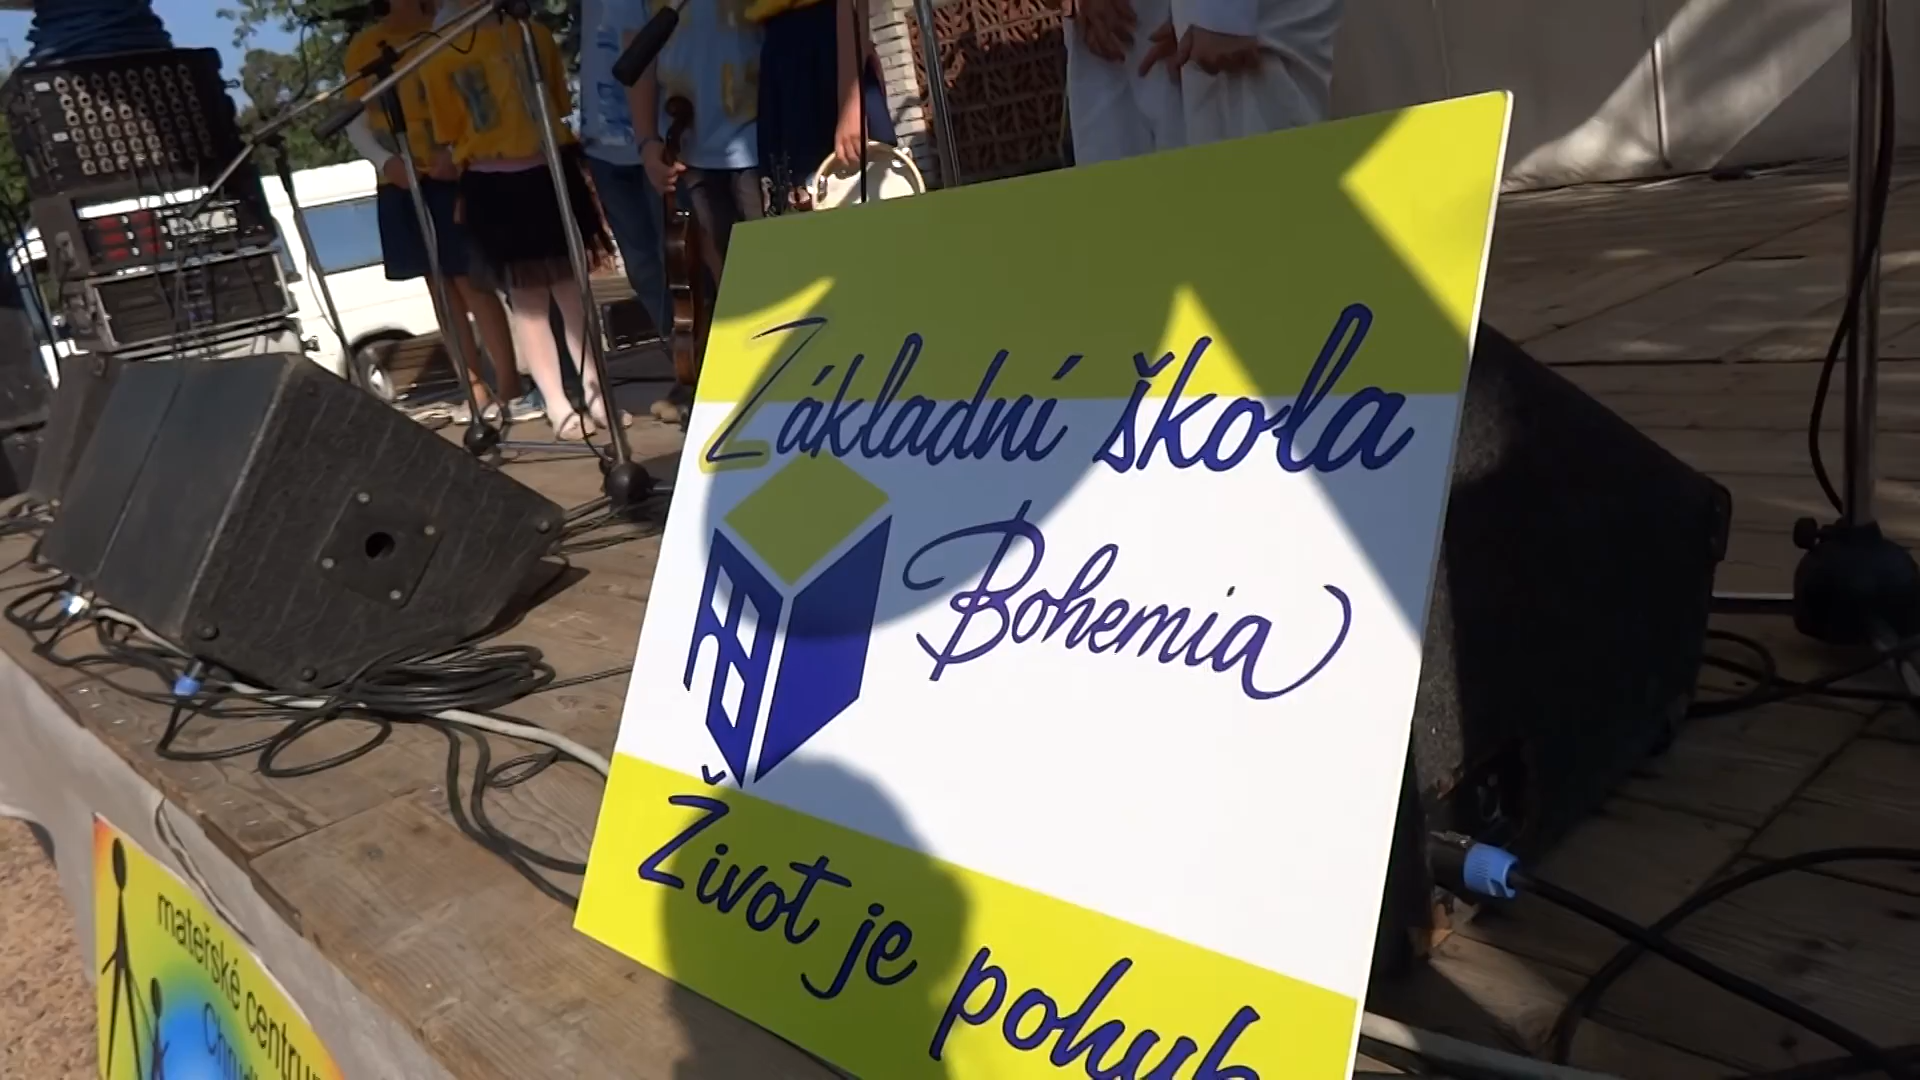 Základní škola
Bohemia
Život je pohyb
mateřské centrum